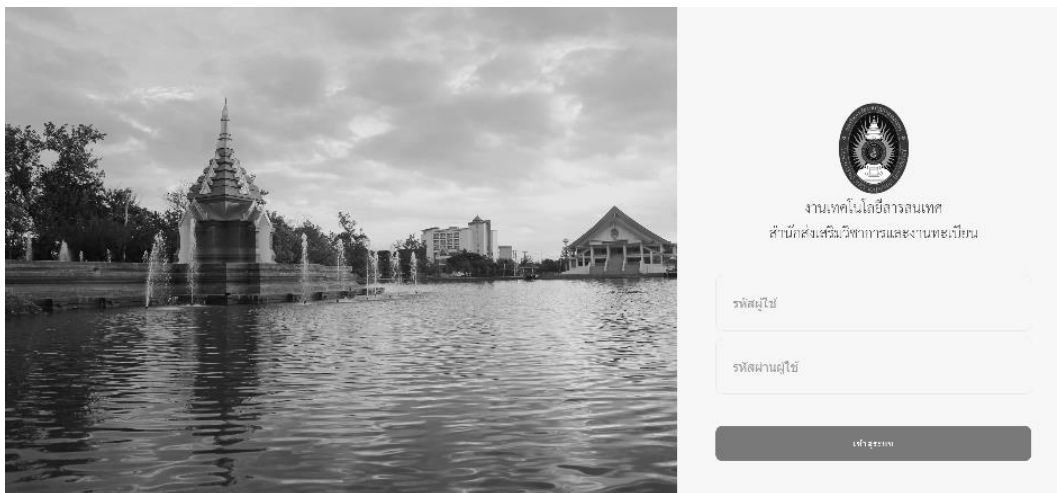 งานเทคโนโลยีสารสนเทศ
สำนักส่งเสริมวิชาการและงานทะเบียน
รหัสผู้ใช้
รหัสผ่านผู้ใช้
เข้าสู่ระบบ